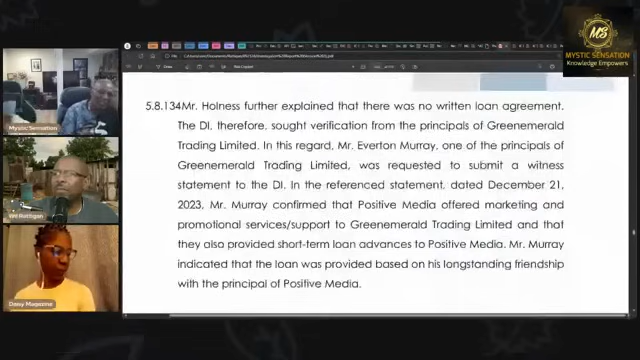 MS
MYSTIC SENSATION
Knowledge Empowers
5.8.134Mr. Holness further explained that there was no written loan agreement.
The DI, therefore, sought verification from the principals of Greenemerald
Trading Limited. In this regard, Mr. Everton Murray, one of the principals of
Greenemerald Trading Limited, was requested to submit a witness
statement to the DI. In the referenced statement, dated December 21,
2023, Mr. Murray confirmed that Positive Media offered marketing and
promotional services/support to Greenemerald Trading Limited and that
they also provided short-term loan advances to Positive Media. Mr. Murray
indicated that the loan was provided based on his longstanding friendship
with the principal of Positive Media.
Mystic Sensation
Wil Rattigan